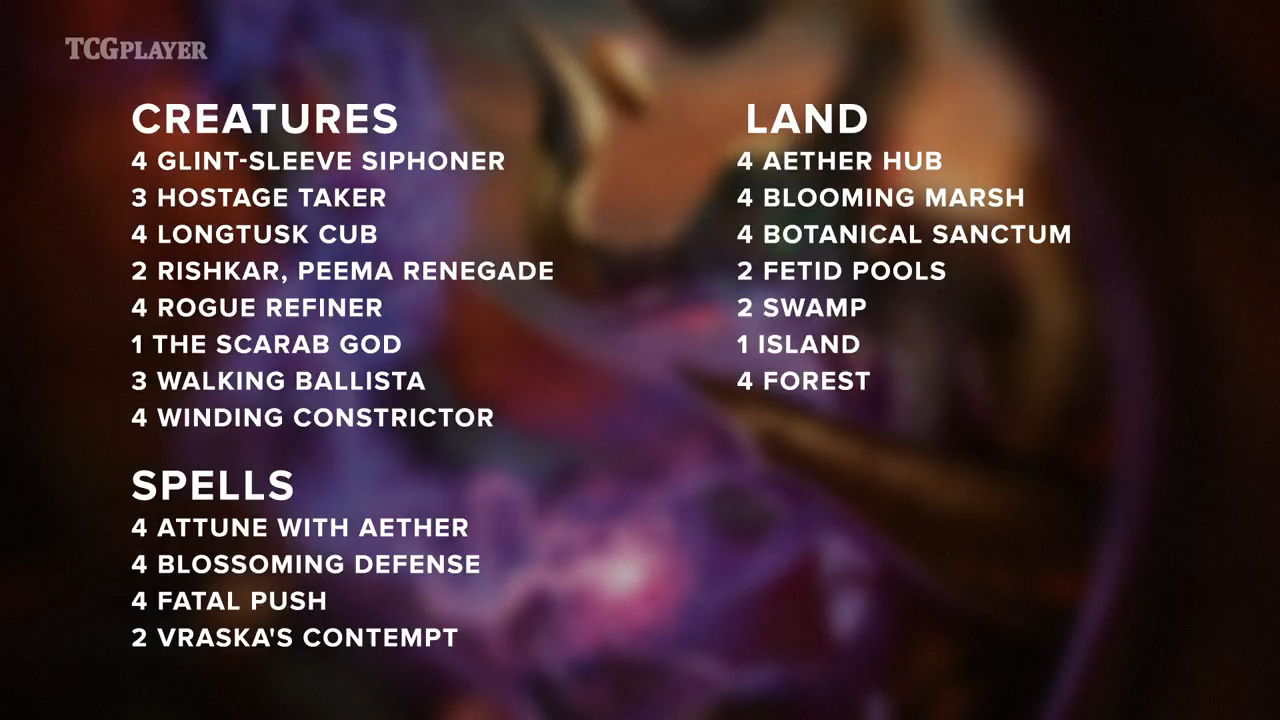 TCGPLAYER
CREATURES
4 GLINT-SLEEVE SIPHONER
3 HOSTAGE TAKER
4 LONGTUSK CUB
2 RISHKAR, PEEMA RENEGADE
4 ROGUE REFINER
1 THE SCARAB GOD
3 WALKING BALLISTA
4 WINDING CONSTRICTOR
SPELLS
4 ATTUNE WITH AETHER
4 BLOSSOMING DEFENSE
4 FATAL PUSH
2 VRASKA'S CONTEMPT
LAND
4 AETHER HUB
4 BLOOMING MARSH
4 BOTANICAL SANCTUM
2 FETID POOLS
2 SWAMP
1 ISLAND
4 FOREST